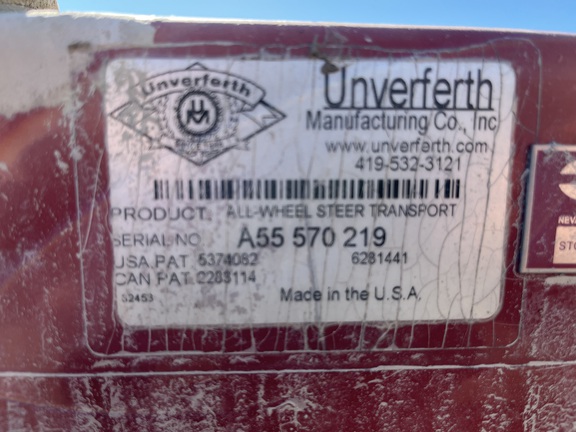 Unverferth
UM
Unverferth
Manufacturing Co., Inc
www.unverferth.com
419-532-3121
PRODUCT. ALL-WHEEL STEER TRANSPORT
SERIAL NO. A55 570 219
USA PAT 5374082 6281441
CAN PAT 2283114
Made in the U.S.A.